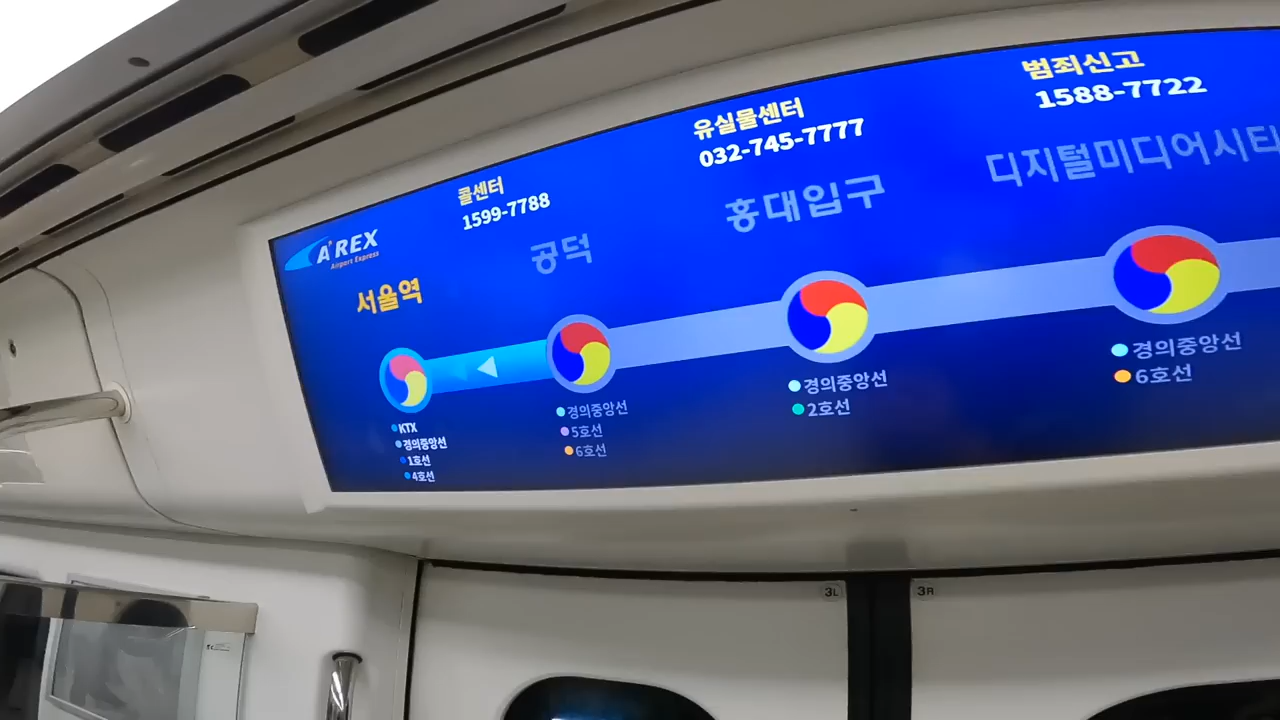 A'REX
Airport Express
콜센터
1599-7788
유실물센터
032-745-7777
범죄신고
1588-7722
서울역
공덕
홍대입구
디지털미디어시티
KTX
경의중앙선
1호선
4호선
경의중앙선
5호선
6호선
경의중앙선
2호선
경의중앙선
6호선
3L
3R